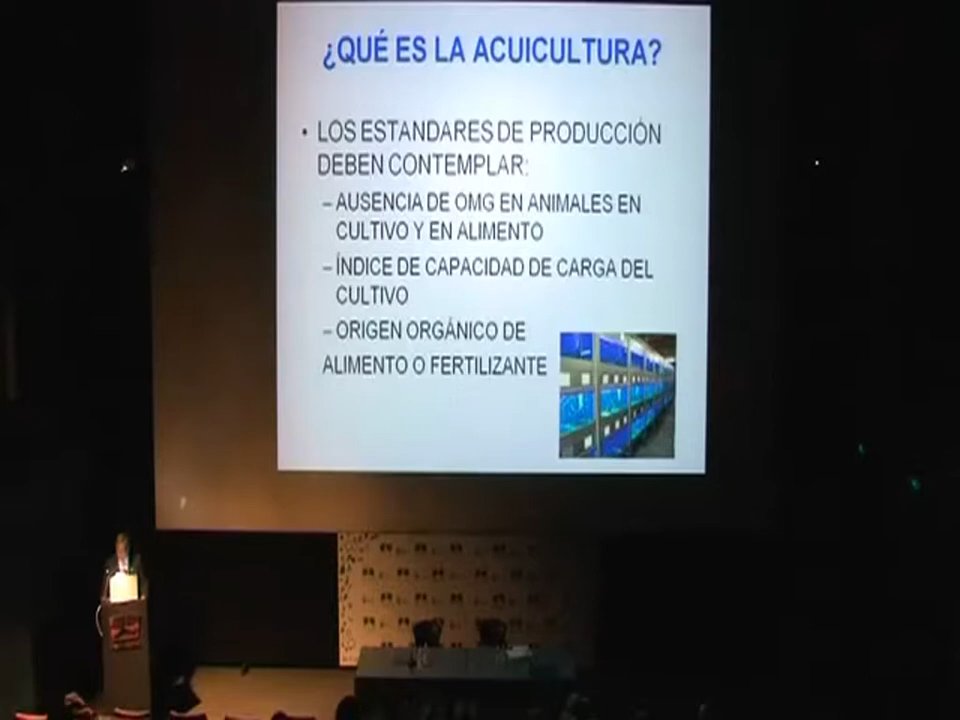 ¿QUÉ ES LA ACUICULTURA?
• LOS ESTANDARES DE PRODUCCIÓN
DEBEN CONTEMPLAR:
– AUSENCIA DE OMG EN ANIMALES EN
CULTIVO Y EN ALIMENTO
– ÍNDICE DE CAPACIDAD DE CARGA DEL
CULTIVO
– ORIGEN ORGÁNICO DE
ALIMENTO O FERTILIZANTE